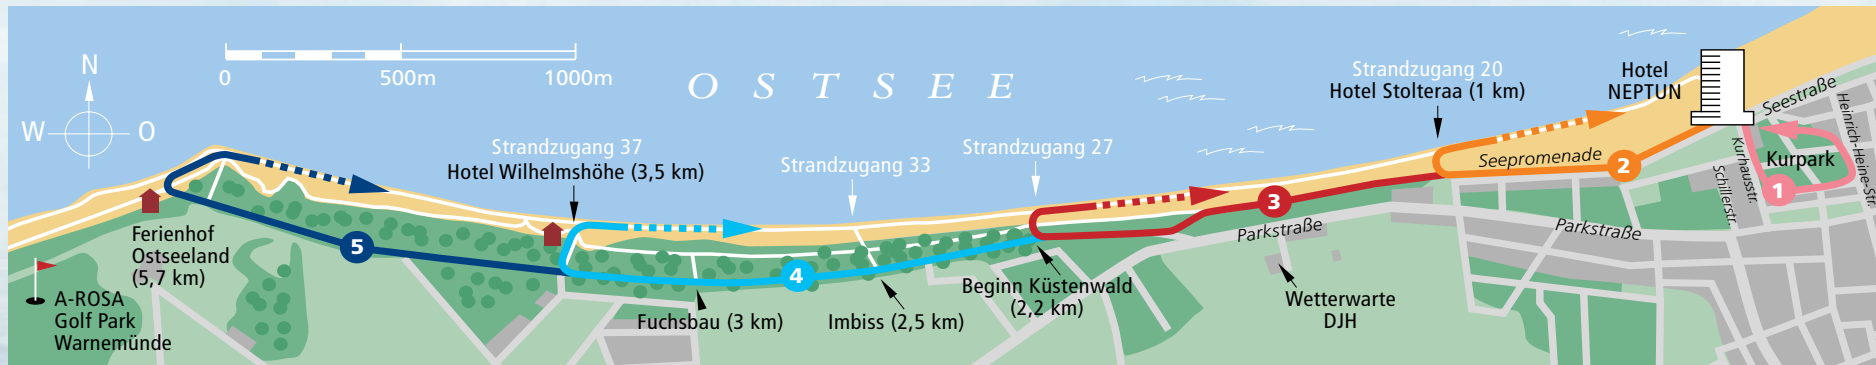 N
W
O
0
500m
1000m
OSTSEE
Strandzugang 37
Hotel Wilhelmshöhe (3,5 km)
Strandzugang 33
Strandzugang 27
Strandzugang 20
Hotel Stolteraa (1 km)
Hotel
NEPTUN
Seestraße
Heinrich-Heine-Str.
Kurpark
Kurhausstr.
Schillerstr.
1
Seepromenade
2
3
Parkstraße
Parkstraße
4
5
Ferienhof
Ostseeland
(5,7 km)
A-ROSA
Golf Park
Warnemünde
Fuchsbau (3 km)
Imbiss (2,5 km)
Beginn Küstenwald
(2,2 km)
Wetterwarte
DJH